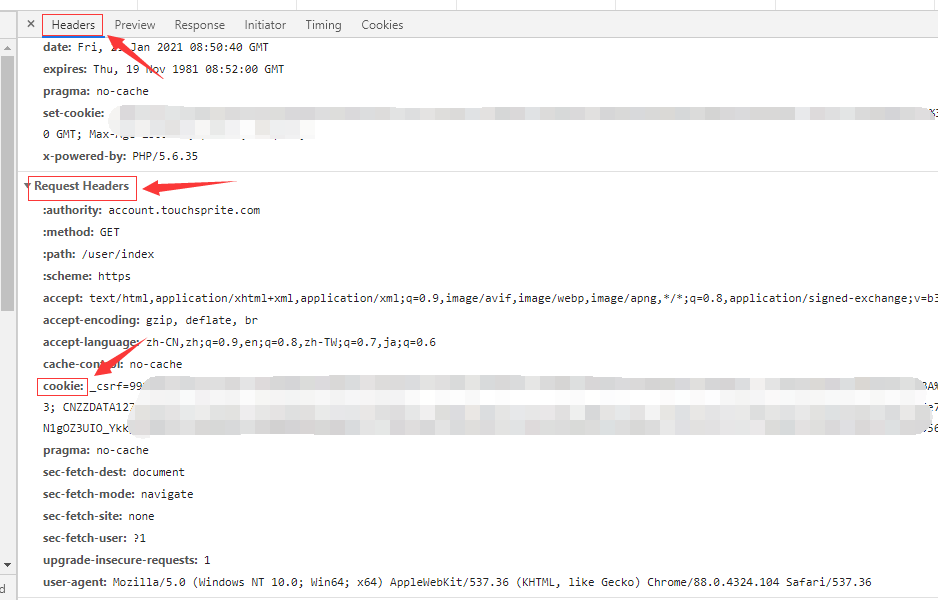 × Headers Preview Response Initiator Timing Cookies
date: Fri, Jan 2021 08:50:40 GMT
expires: Thu, 19 Nov 1981 08:52:00 GMT
pragma: no-cache
set-cookie:
0 GMT;
x-powered-by: PHP/5.6.35
Request Headers
:authority: account.touchsprite.com
:method: GET
:path: /user/index
:scheme: https
accept: text/html,application/xhtml+xml,application/xml;q=0.9,image/avif,image/webp,image/apng,*/*;q=0.8,application/signed-exchange;v=b3
accept-encoding: gzip, deflate, br
accept-language: zh-CN,zh;q=0.9,en;q=0.8,zh-TW;q=0.7,ja;q=0.6
cache-control: no-cache
cookie: _csrf=99
3; CNZZDATA127
N1gOZ3UIO_Ykk
pragma: no-cache
sec-fetch-dest: document
sec-fetch-mode: navigate
sec-fetch-site: none
sec-fetch-user: ?1
upgrade-insecure-requests: 1
user-agent: Mozilla/5.0 (Windows NT 10.0; Win64; x64) AppleWebKit/537.36 (KHTML, like Gecko) Chrome/88.0.4324.104 Safari/537.36